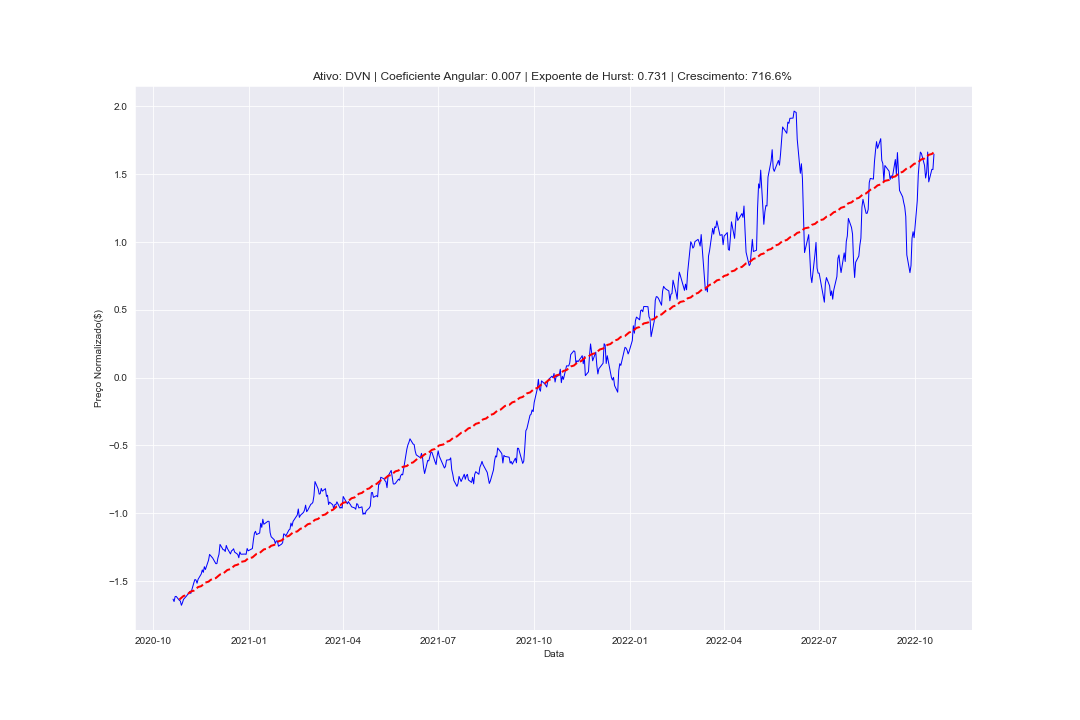 Ativo: DVN | Coeficiente Angular: 0.007 | Expoente de Hurst: 0.731 | Crescimento: 716.6%
2.0
1.5
1.0
0.5
0.0
−0.5
−1.0
−1.5
Preço Normalizado($)
2020-10 2021-01 2021-04 2021-07 2021-10 2022-01 2022-04 2022-07 2022-10
Data